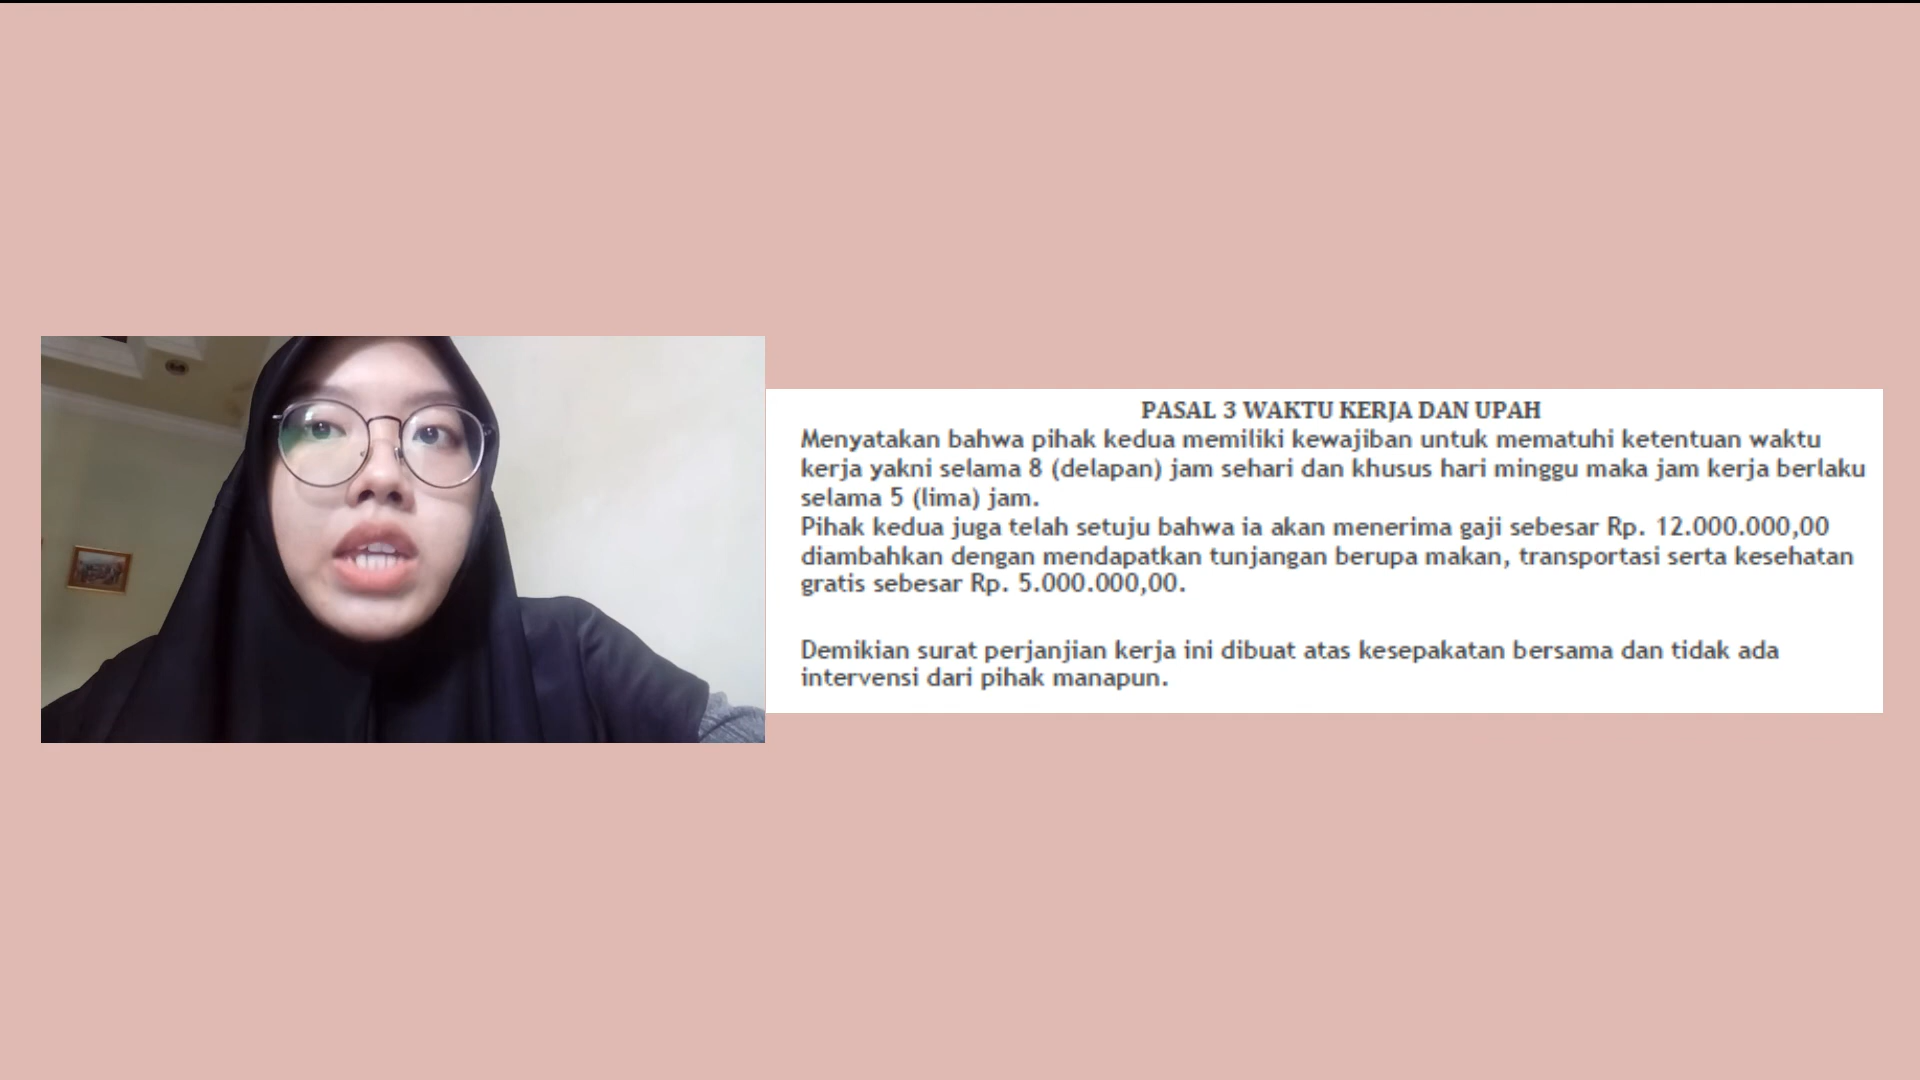 PASAL 3 WAKTU KERJA DAN UPAH
Menyatakan bahwa pihak kedua memiliki kewajiban untuk mematuhi ketentuan waktu
kerja yakni selama 8 (delapan) jam sehari dan khusus hari minggu maka jam kerja berlaku
selama 5 (lima) jam.
Pihak kedua juga telah setuju bahwa ia akan menerima gaji sebesar Rp. 12.000.000,00
diambahkan dengan mendapatkan tunjangan berupa makan, transportasi serta kesehatan
gratis sebesar Rp. 5.000.000,00.
Demikian surat perjanjian kerja ini dibuat atas kesepakatan bersama dan tidak ada
intervensi dari pihak manapun.